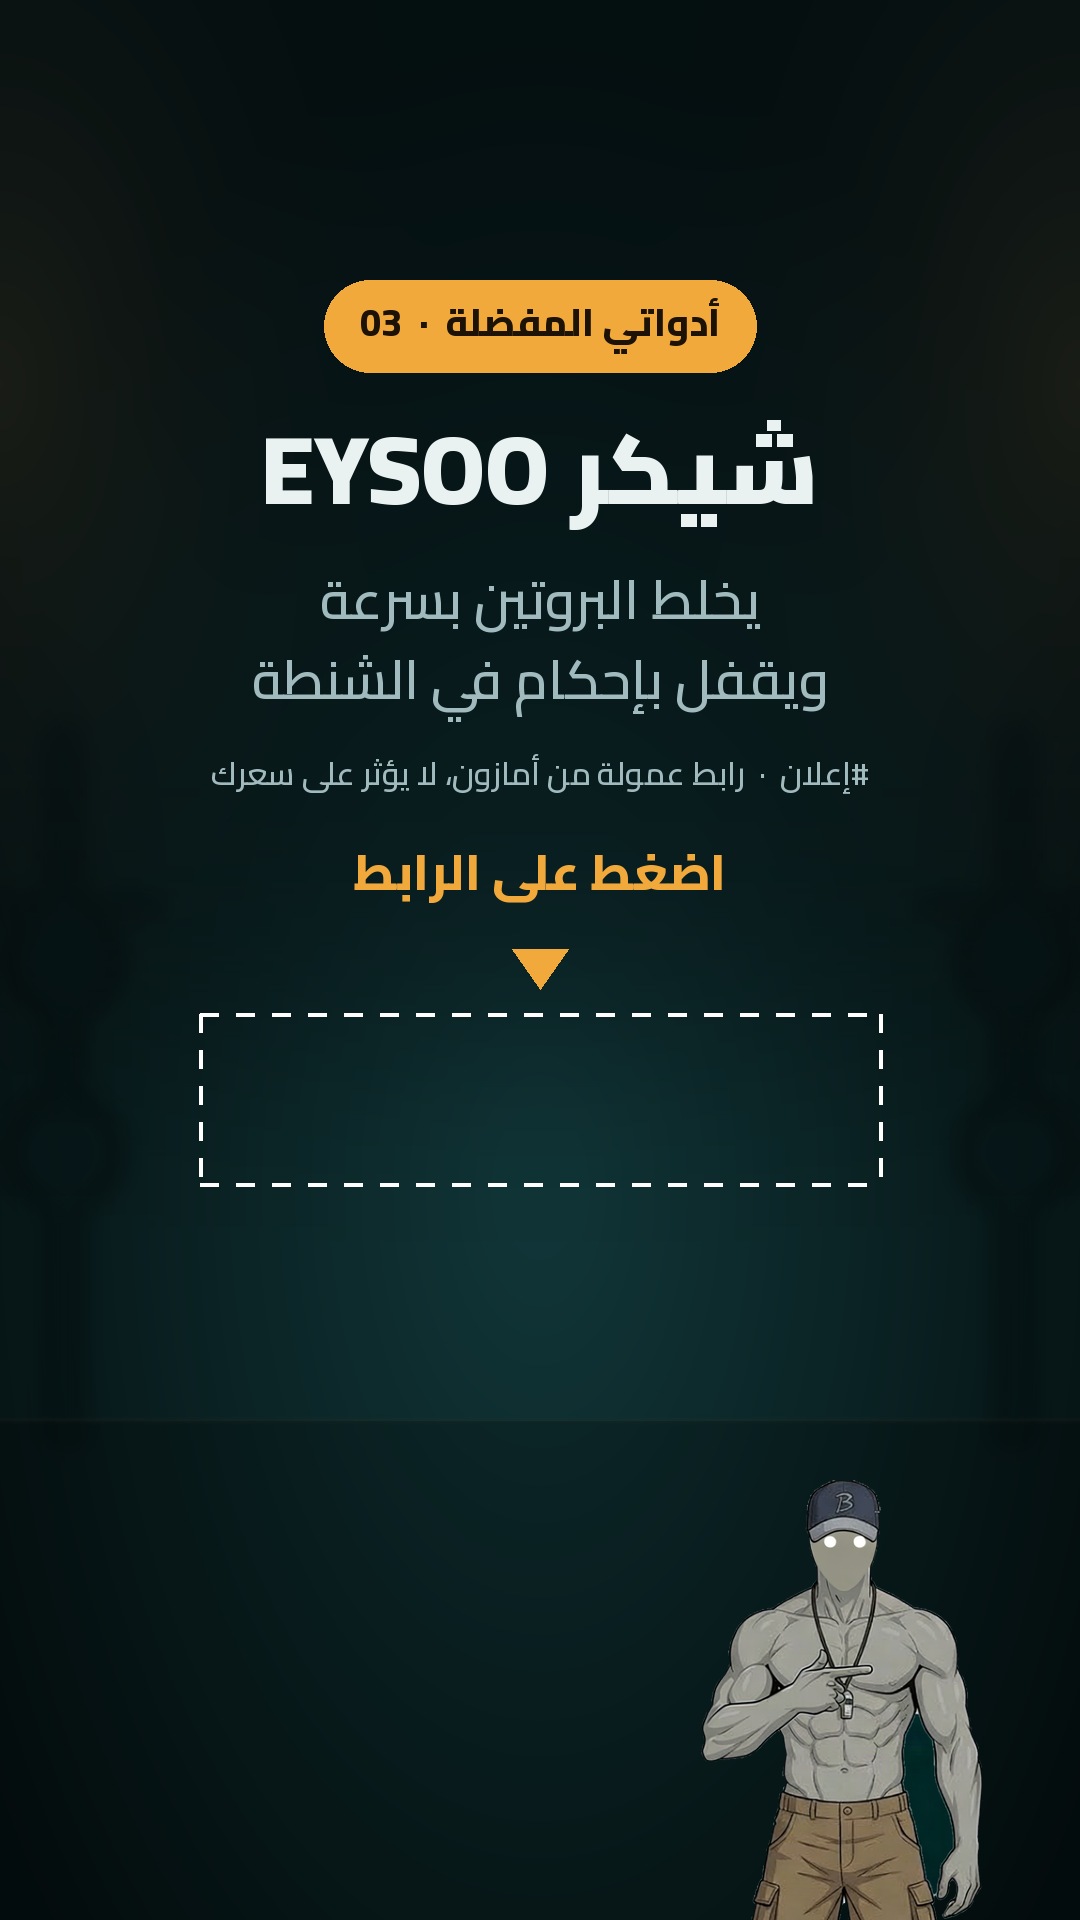 أدواتي المفضلة · 03
شيكر EYSOO
يخلط البروتين بسرعة
ويقفل بإحكام في الشنطة
#إعلان · رابط عمولة من أمازون، لا يؤثر على سعرك
اضغط على الرابط
B